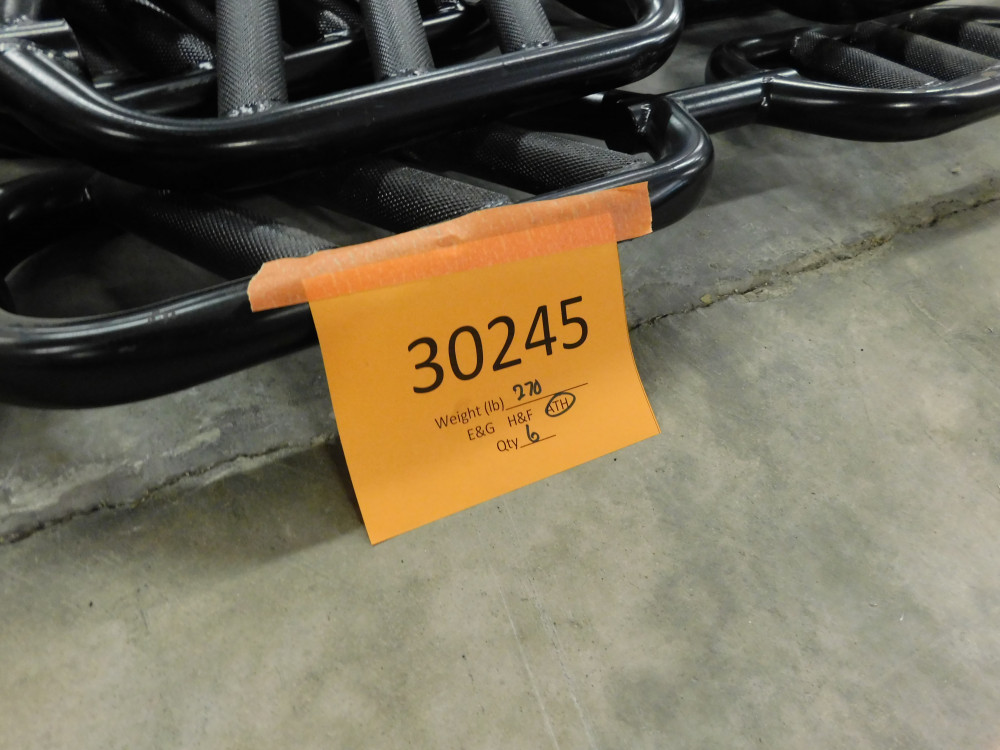 30245
Weight (lb) 270
E&G H&F ATH
Qty 6